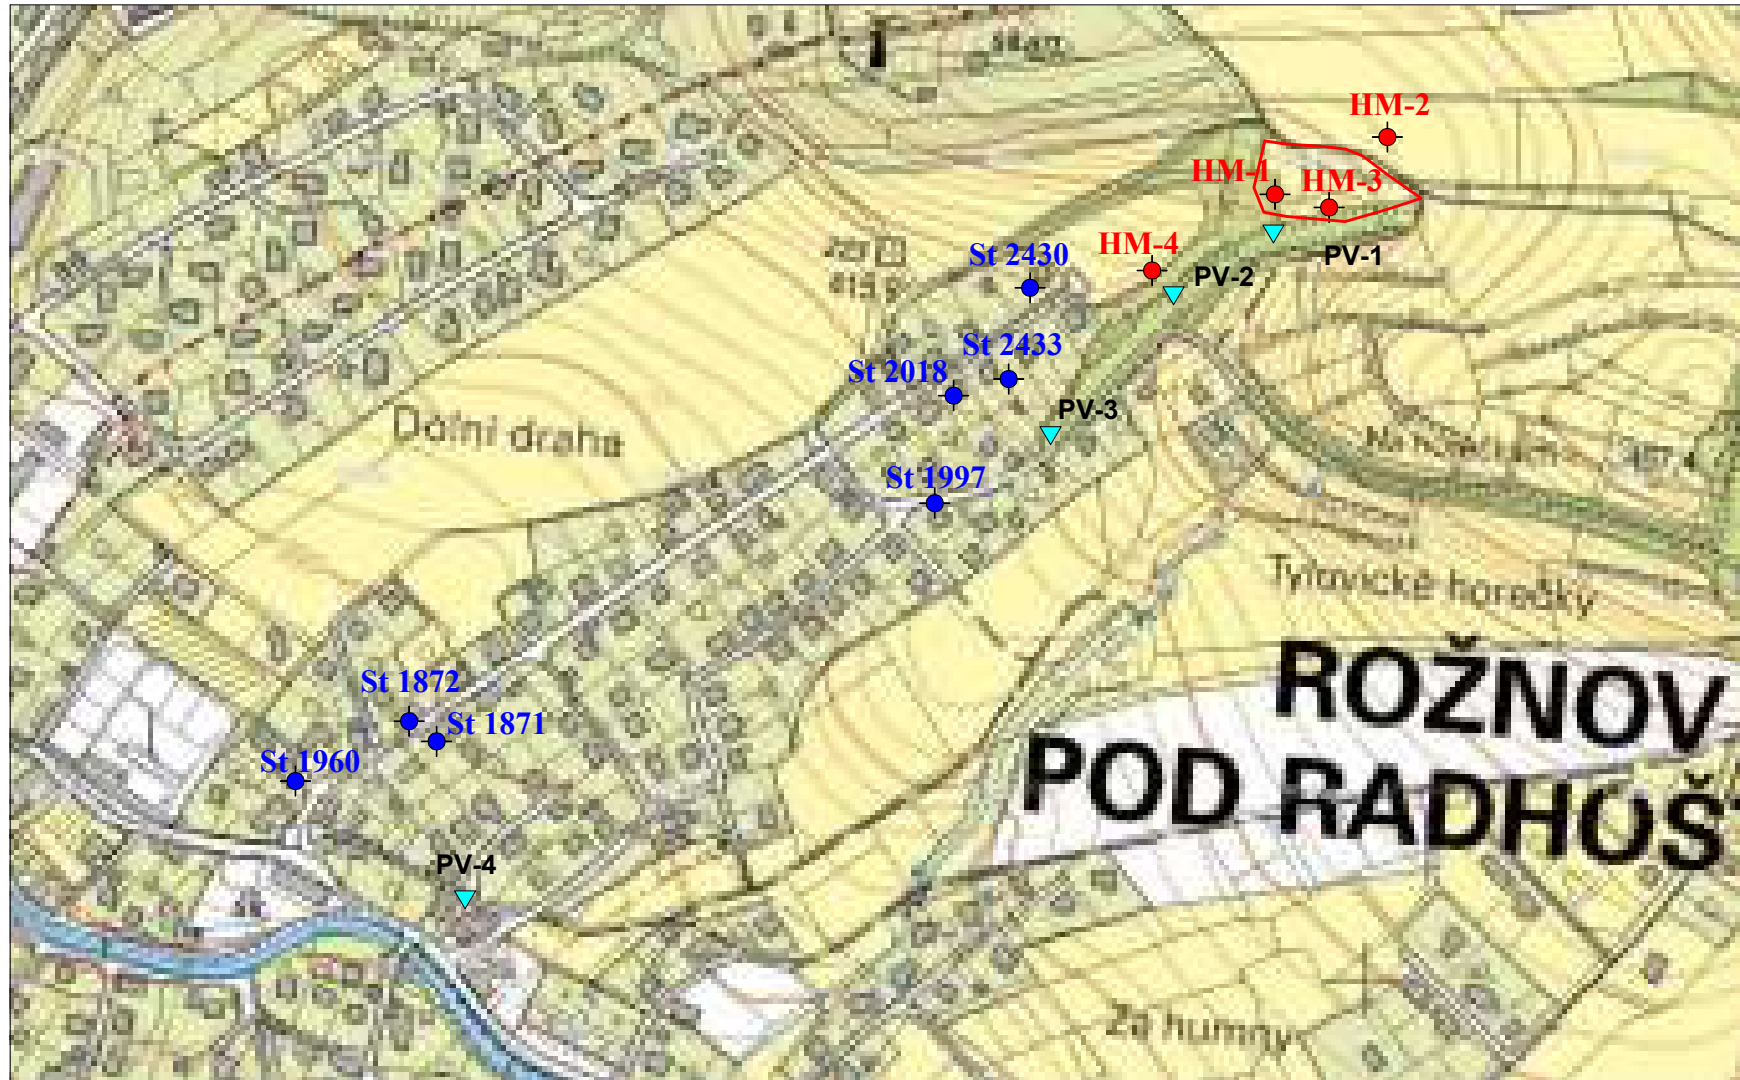 HM-2
HM-1
HM-3
HM-4
PV-1
St 2430
PV-2
St 2433
St 2018
PV-3
Dolní draha
St 1997
Tylovické horečky
ROŽNOV
St 1872
St 1871
POD RADHOŠ
St 1960
PV-4
Za humny